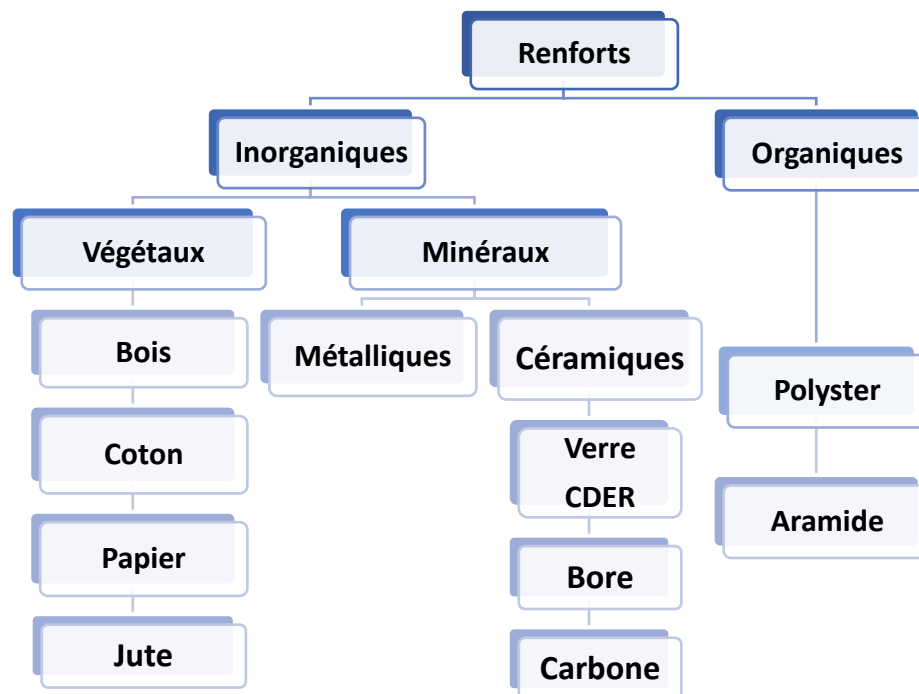 Renforts
Inorganiques
Organiques
Végétaux
Minéraux
Bois
Métalliques
Céramiques
Polyster
Coton
Verre
CDER
Aramide
Papier
Bore
Jute
Carbone